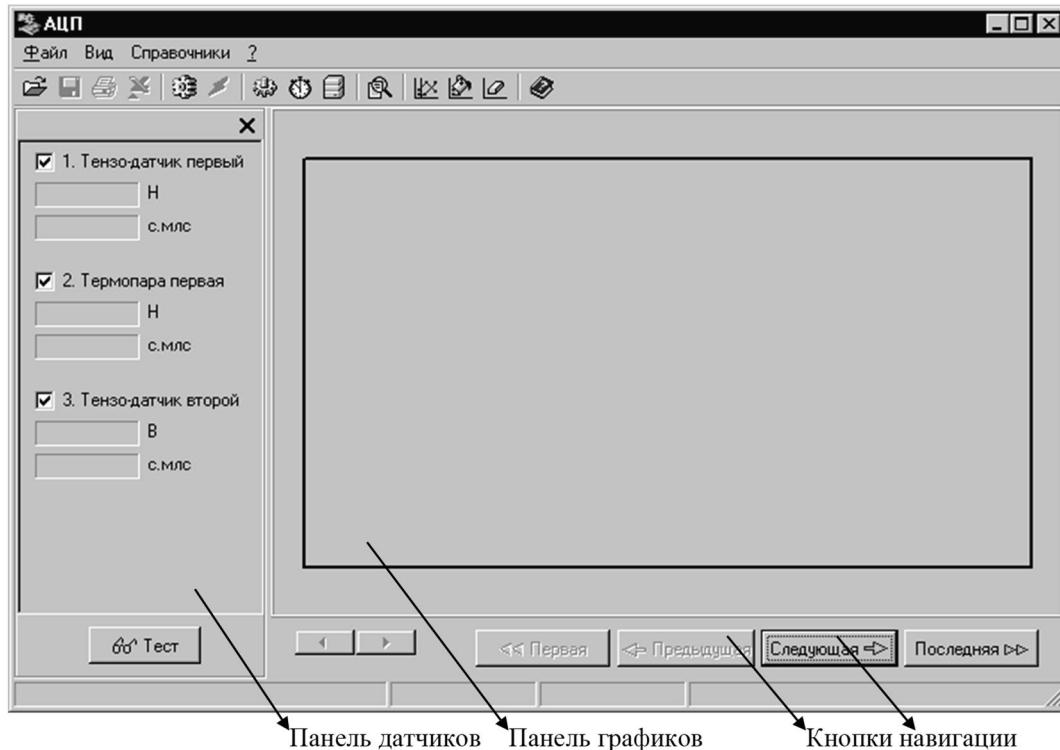 АЦП
Файл Вид Справочники ?
1. Тензо-датчик первый
Н
с.млс
2. Термопара первая
Н
с.млс
3. Тензо-датчик второй
В
с.млс
Тест
<< Первая Предыдущая Следующая Последняя
Панель датчиков Панель графиков Кнопки навигации